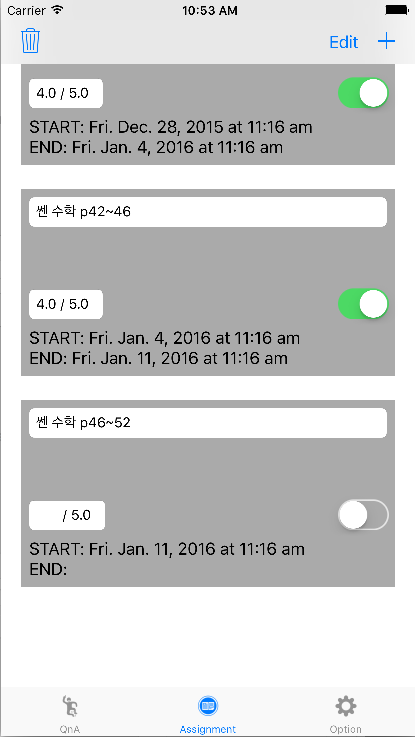 Carrier 10:53 AM
Edit
4.0 / 5.0
START: Fri. Dec. 28, 2015 at 11:16 am
END: Fri. Jan. 4, 2016 at 11:16 am
쎈 수학 p42~46
4.0 / 5.0
START: Fri. Jan. 4, 2016 at 11:16 am
END: Fri. Jan. 11, 2016 at 11:16 am
쎈 수학 p46~52
/ 5.0
START: Fri. Jan. 11, 2016 at 11:16 am
END:
QnA Assignment Option